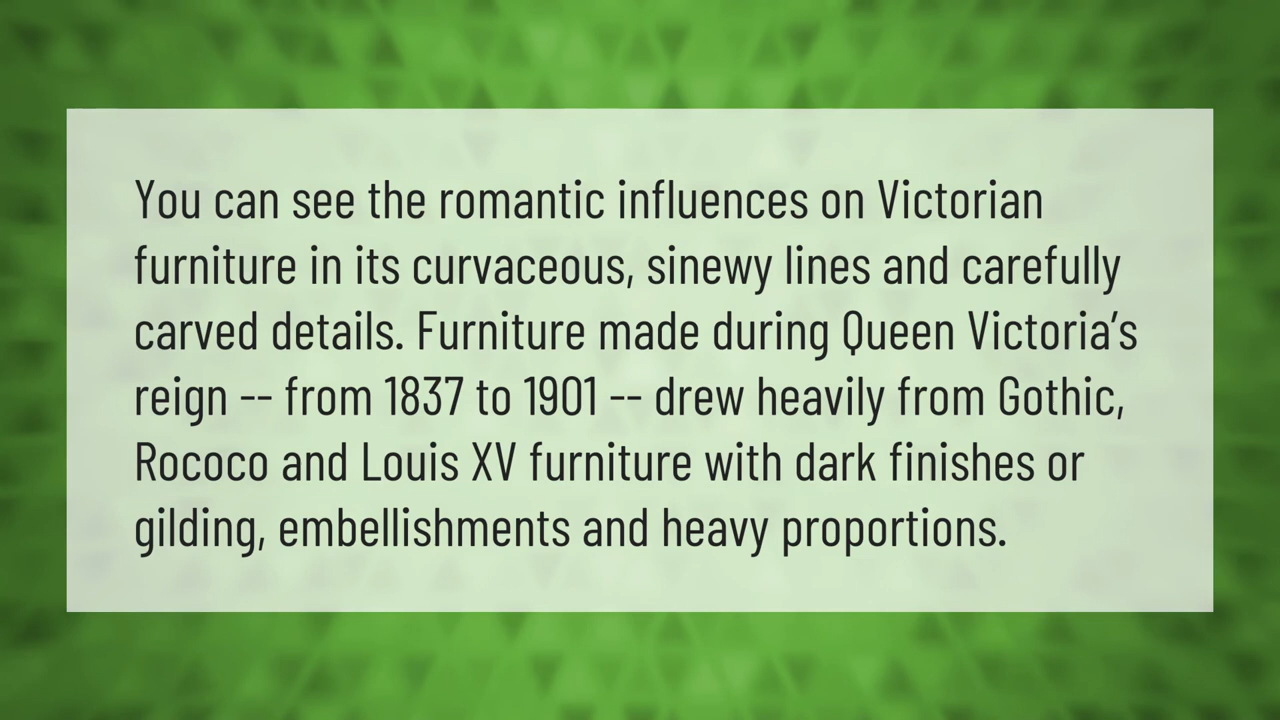 You can see the romantic influences on Victorian
furniture in its curvaceous, sinewy lines and carefully
carved details. Furniture made during Queen Victoria’s
reign -- from 1837 to 1901 -- drew heavily from Gothic,
Rococo and Louis XV furniture with dark finishes or
gilding, embellishments and heavy proportions.